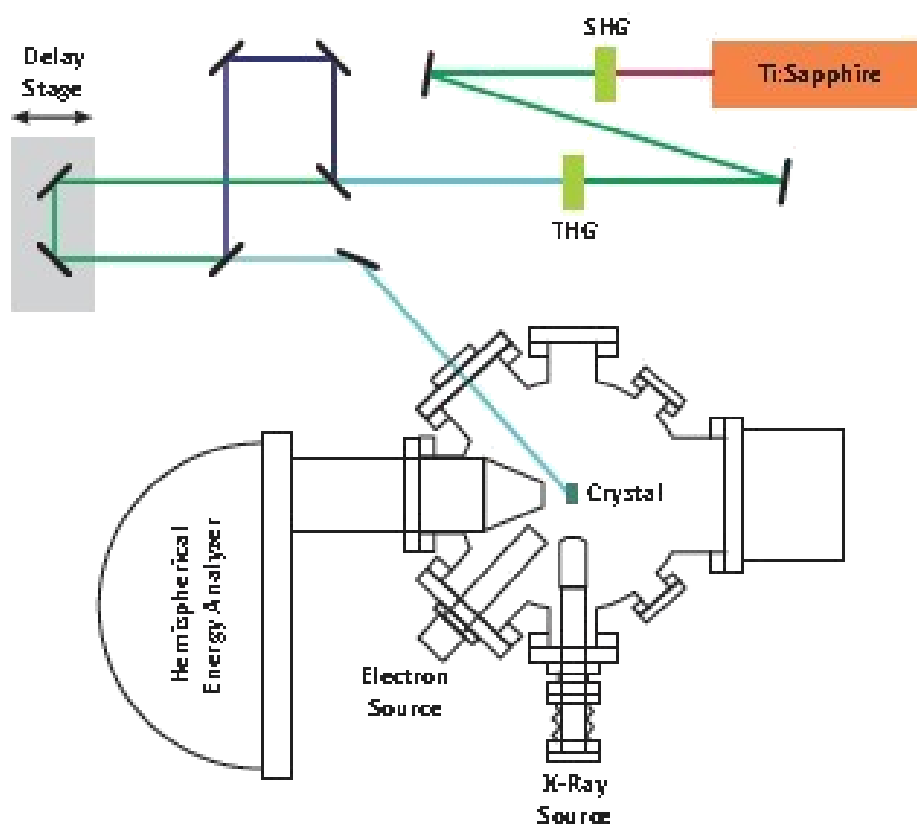 SHG
Ti:Sapphire
Delay
Stage
THG
Crystal
Hemispherical
Energy Analyzer
Electron
Source
X-Ray
Source